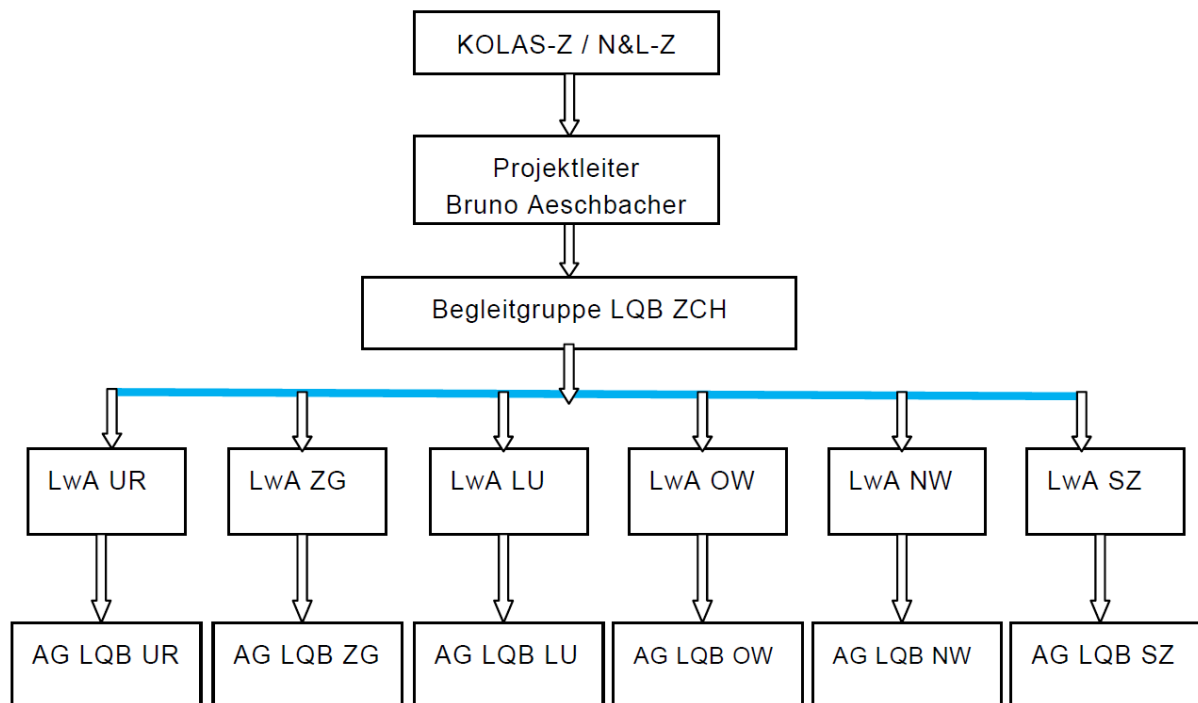 KOLAS-Z / N&L-Z
Projektleiter
Bruno Aeschbacher
Begleitgruppe LQB ZCH
LWA UR
LWA ZG
LWA LU
LWA OW
LWA NW
LWA SZ
AG LQB UR
AG LQB ZG
AG LQB LU
AG LQB OW
AG LQB NW
AG LQB SZ